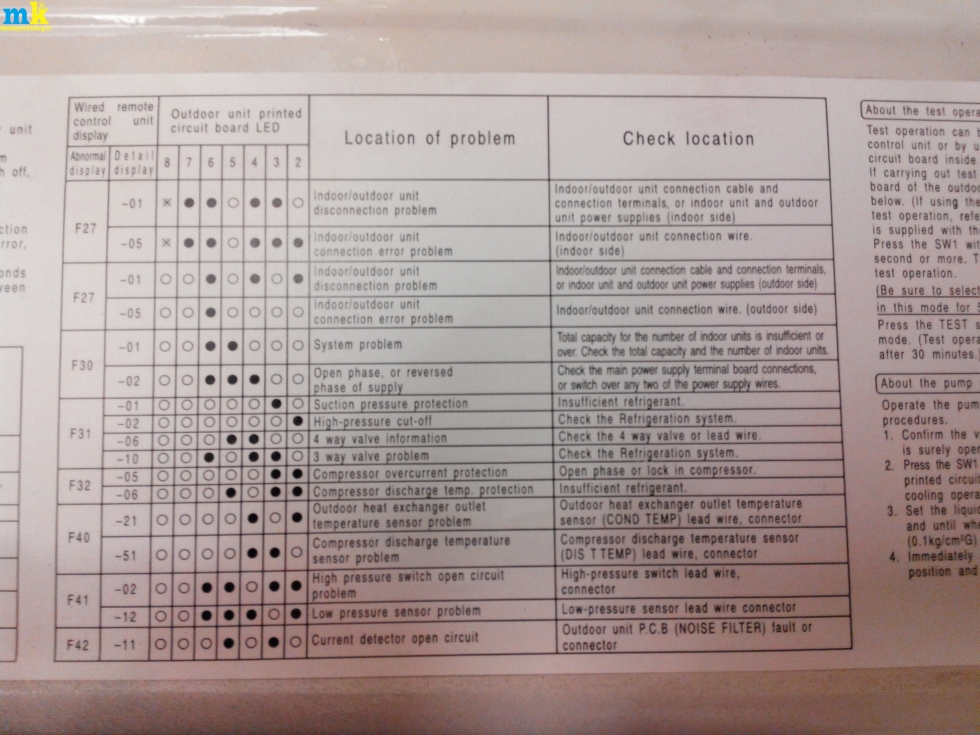 mk
Wired remote
control unit
display
Outdoor unit printed
circuit board LED
Location of problem
Check location
Abnormal
display
Detail
display
8 7 6 5 4 3 2
F27
-01 ※ ● ● ○ ● ● ○
Indoor/outdoor unit
disconnection problem
Indoor/outdoor unit connection cable and
connection terminals, or indoor unit and outdoor
unit power supplies (indoor side)
-05 ※ ● ● ○ ● ● ●
Indoor/outdoor unit
connection error problem
Indoor/outdoor unit connection wire.
(indoor side)
F27
-01 ○ ○ ● ○ ● ○ ●
Indoor/outdoor unit
disconnection problem
Indoor/outdoor unit connection cable and connection terminals,
or indoor unit and outdoor unit power supplies (outdoor side)
-05 ○ ○ ●
Indoor/outdoor unit
connection error problem
Indoor/outdoor unit connection wire. (outdoor side)
F30
-01 ○ ○ ● ● ○ ○ ○
System problem
Total capacity for the number of indoor units is insufficient or
over. Check the total capacity and the number of indoor units.
-02 ○ ○ ● ● ● ○ ○
Open phase, or reversed
phase of supply
Check the main power supply terminal board connections,
or switch over any two of the power supply wires.
F31
-01 ○ ○ ○ ○ ○ ● ○
Suction pressure protection
Insufficient refrigerant.
-02 ○ ○ ○ ○ ○ ○ ●
High-pressure cut-off
Check the Refrigeration system.
-06 ○ ○ ○ ● ● ○ ○
4 way valve information
Check the 4 way valve or lead wire.
-10 ○ ○ ● ○ ● ● ○
3 way valve problem
Check the Refrigeration system.
F32
-05 ○ ○ ○ ○ ○ ● ●
Compressor overcurrent protection
Open phase or lock in compressor.
-06 ○ ○ ○ ● ○ ● ●
Compressor discharge temp. protection
Insufficient refrigerant.
F40
-21 ○ ○ ○ ○ ● ○ ●
Outdoor heat exchanger outlet
temperature sensor problem
Outdoor heat exchanger outlet temperature
sensor (COND TEMP) lead wire, connector
-51 ○ ○ ○ ○ ● ● ○
Compressor discharge temperature
sensor problem
Compressor discharge temperature sensor
(DIS T TEMP) lead wire, connector
F41
-02 ○ ○ ● ● ○ ● ●
High pressure switch open circuit
problem
High-pressure switch lead wire,
connector
-12 ○ ○ ● ● ● ○ ●
Low pressure sensor problem
Low-pressure sensor lead wire connector
F42
-11 ○ ○ ○ ● ○ ● ○
Current detector open circuit
Outdoor unit P.C.B (NOISE FILTER) fault or
connector
unit
off,
ction
rror,
onds
ween
About the test opera
Test operation can b
control unit or by u
circuit board inside
If carrying out test
board of the outdoo
below. (If using the
test operation, refe
is supplied with the
Press the SW1 wit
second or more. T
test operation.
(Be sure to select
in this mode for 5
Press the TEST s
mode. (Test opera
after 30 minutes.)
About the pump
Operate the pum
procedures.
1. Confirm the v
is surely oper
2. Press the SW1
printed circuit
cooling opera
3. Set the liquid
and until whe
(0.1kg/cm²G)
4. Immediately
position and